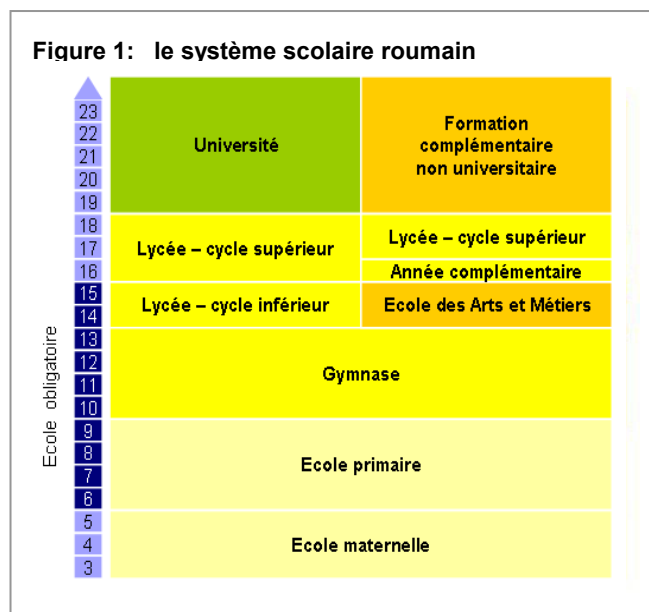 Figure 1: le système scolaire roumain
23
22
21
20
19
18
17
16
15
14
13
12
11
10
9
8
7
6
5
4
3
Ecole obligatoire
Université
Formation
complémentaire
non universitaire
Lycée – cycle supérieur
Lycée – cycle supérieur
Année complémentaire
Lycée – cycle inférieur
Ecole des Arts et Métiers
Gymnase
Ecole primaire
Ecole maternelle